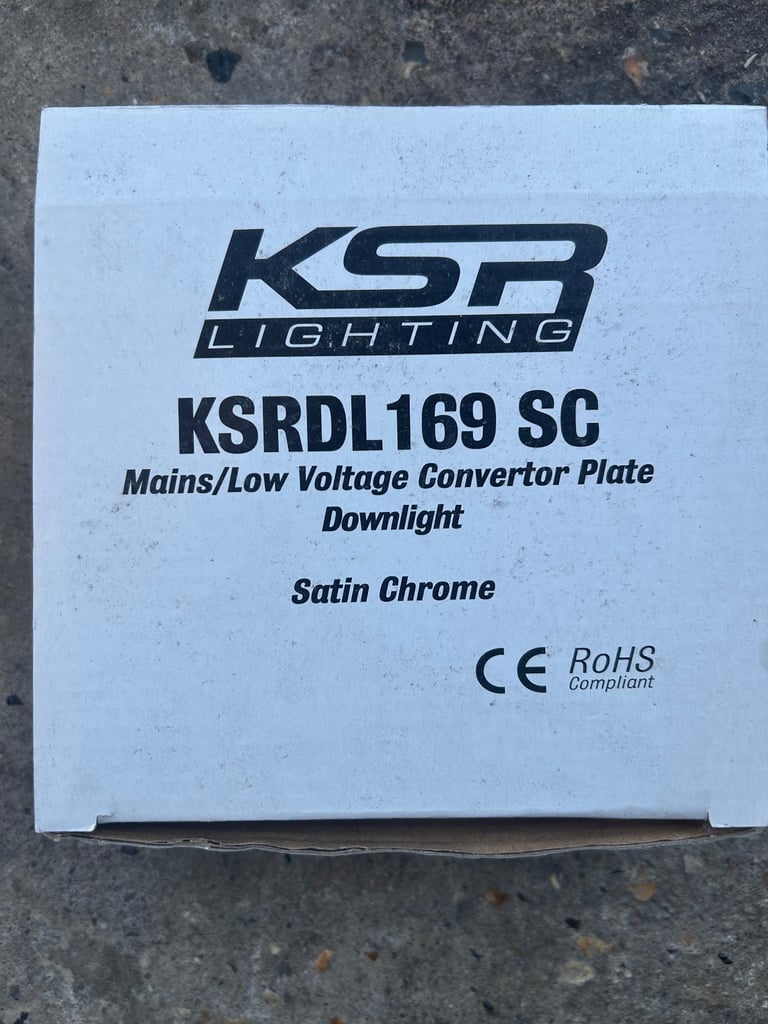 KSR
LIGHTING
KSRDL169 SC
Mains/Low Voltage Convertor Plate
Downlight
Satin Chrome
CE RoHS
Compliant